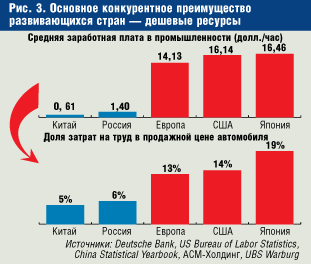 Рис. 3. Основное конкурентное преимущество
развивающихся стран — дешевые ресурсы
Средняя заработная плата в промышленности (долл./час)
0, 61 1,40 14,13 16,14 16,46
Китай Россия Европа США Япония
Доля затрат на труд в продажной цене автомобиля
5% 6% 13% 14% 19%
Китай Россия Европа США Япония
Источники: Deutsche Bank, US Bureau of Labor Statistics,
China Statistical Yearbook, АСМ-Холдинг, UBS Warburg